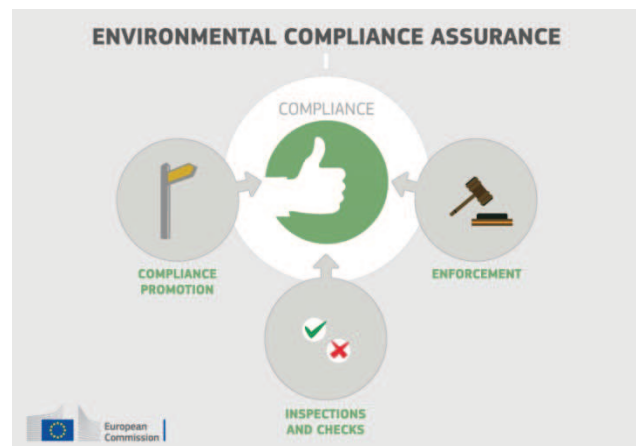 ENVIRONMENTAL COMPLIANCE ASSURANCE
COMPLIANCE
COMPLIANCE
PROMOTION
ENFORCEMENT
INSPECTIONS
AND CHECKS
European
Commission